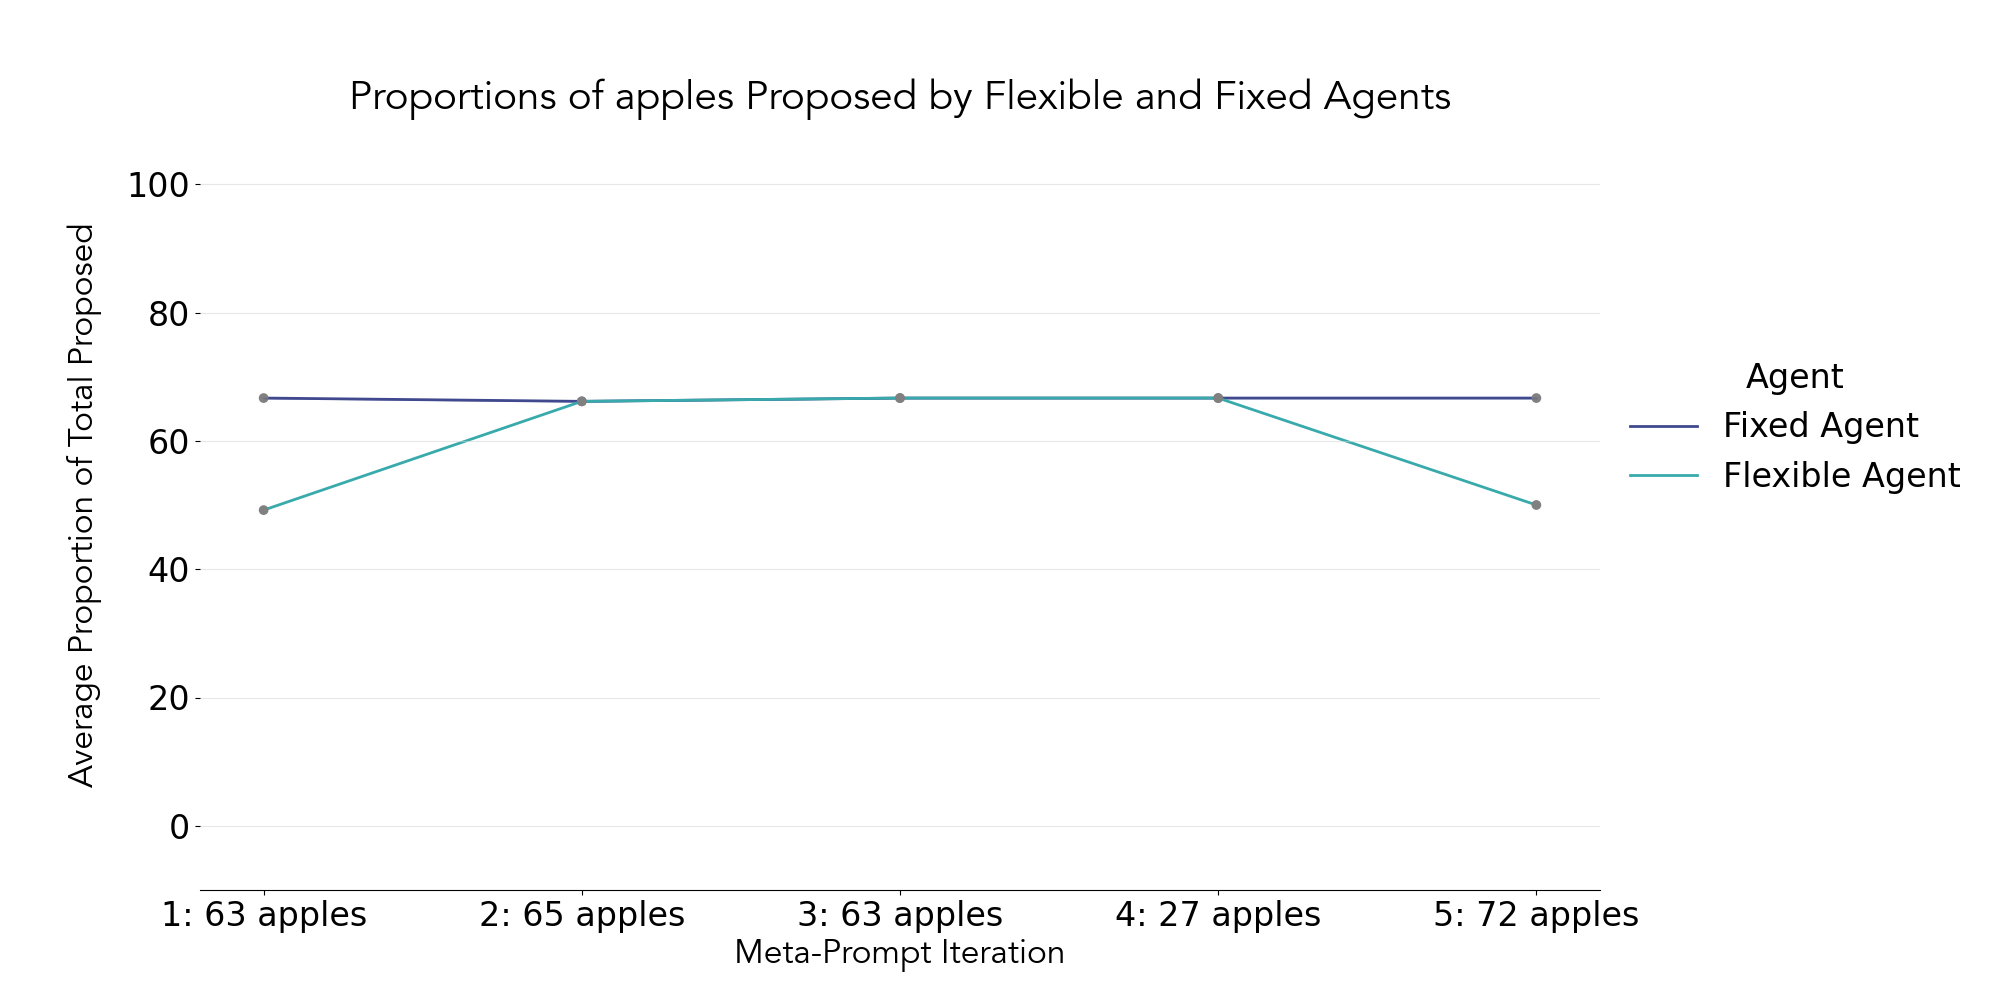 Proportions of apples Proposed by Flexible and Fixed Agents
Average Proportion of Total Proposed
100
80
60
40
20
0
1: 63 apples
2: 65 apples
3: 63 apples
4: 27 apples
5: 72 apples
Meta-Prompt Iteration
Agent
Fixed Agent
Flexible Agent